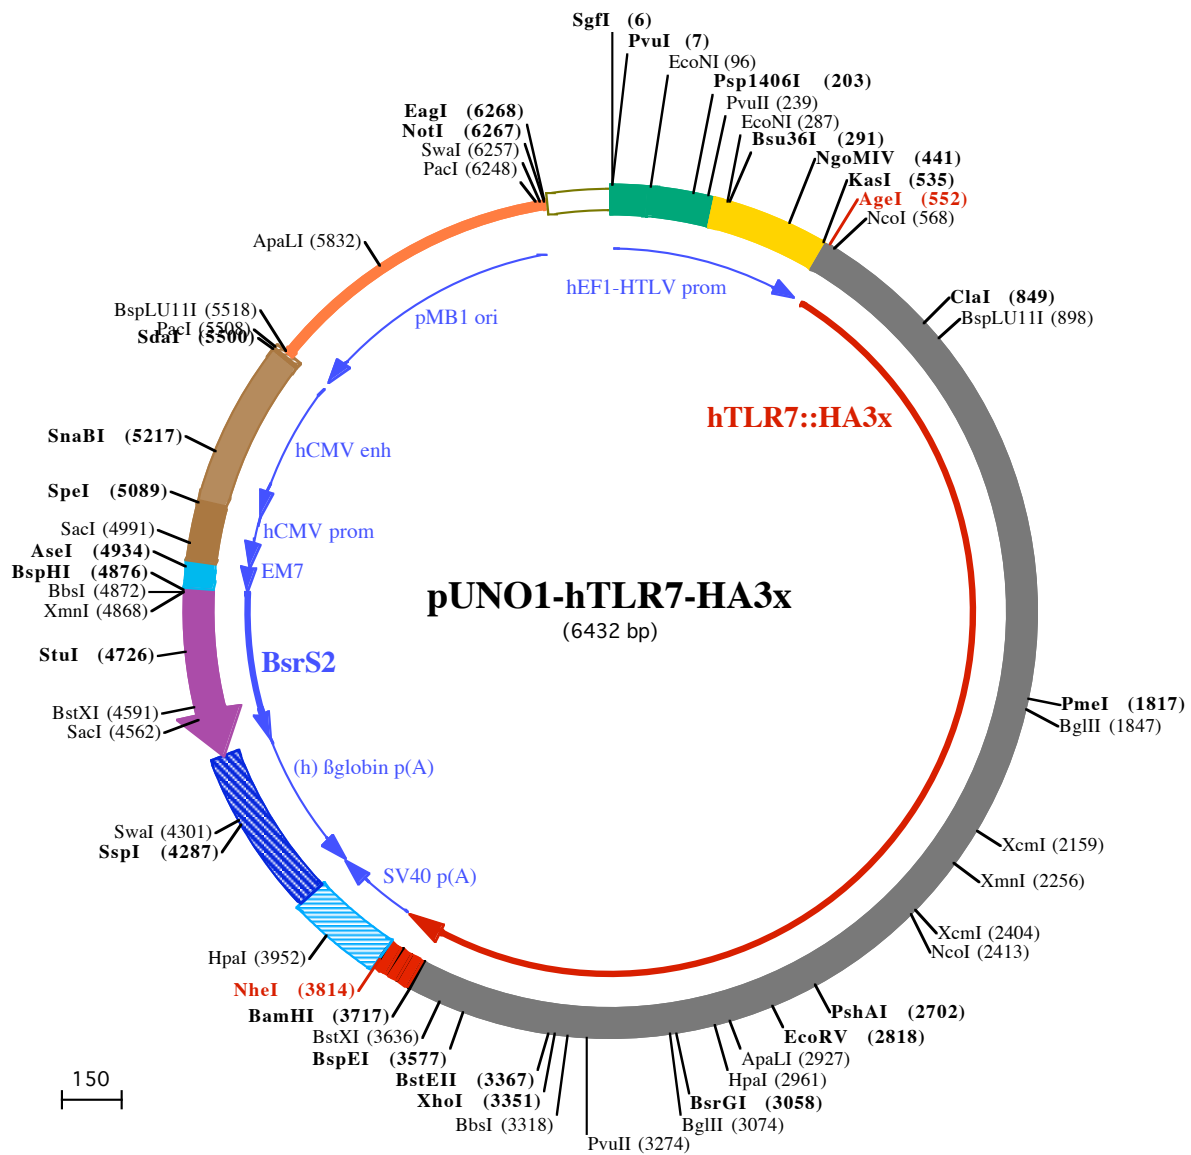 SgfI (6)
PvuI (7)
EcoNI (96)
Psp1406I (203)
PvuII (239)
EcoNI (287)
Bsu36I (291)
NgoMIV (441)
KasI (535)
AgeI (552)
NcoI (568)
ClaI (849)
BspLU11I (898)
PmeI (1817)
BglII (1847)
XcmI (2159)
XmnI (2256)
XcmI (2404)
NcoI (2413)
PshAI (2702)
EcoRV (2818)
ApaLI (2927)
HpaI (2961)
BsrGI (3058)
BglII (3074)
PvuII (3274)
BbsI (3318)
XhoI (3351)
BstEII (3367)
BspEI (3577)
BstXI (3636)
BamHI (3717)
NheI (3814)
HpaI (3952)
SspI (4287)
SwaI (4301)
SacI (4562)
BstXI (4591)
StuI (4726)
XmnI (4868)
BbsI (4872)
BspHI (4876)
AseI (4934)
SacI (4991)
SpeI (5089)
SnaBI (5217)
SdaI (5500)
PacI (5508)
BspLU11I (5518)
ApaLI (5832)
PacI (6248)
SwaI (6257)
NotI (6267)
EagI (6268)
hEF1-HTLV prom
pMB1 ori
hTLR7::HA3x
hCMV enh
hCMV prom
EM7
pUNO1-hTLR7-HA3x
(6432 bp)
BsrS2
(h) ßglobin p(A)
SV40 p(A)
150